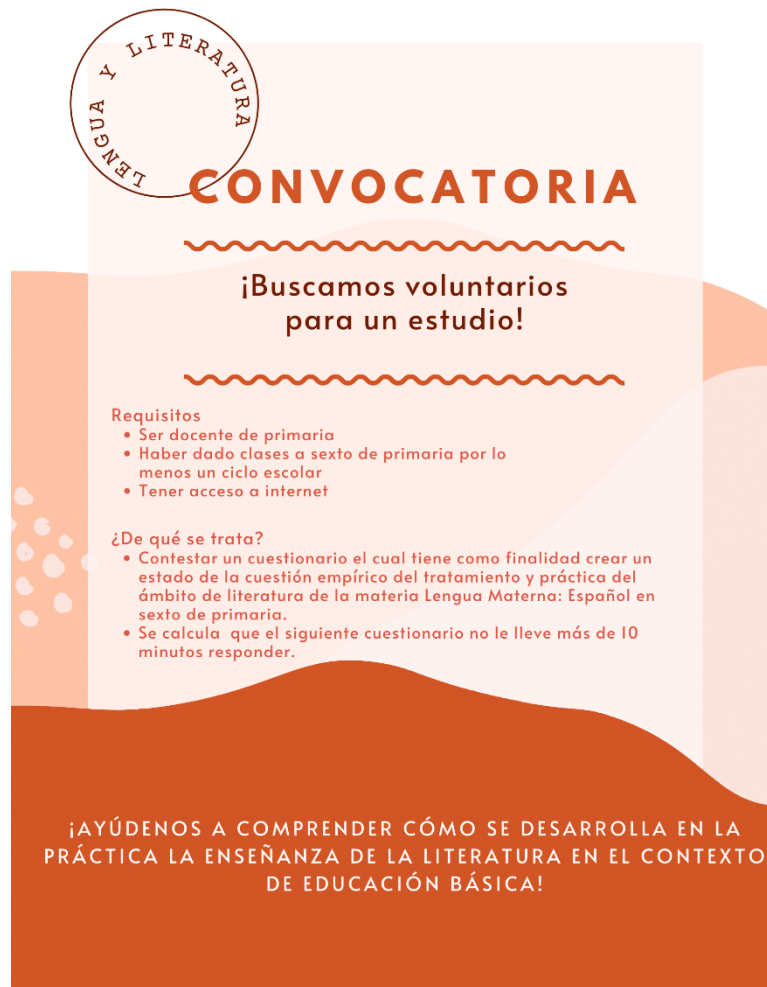 LENGUA Y LITERATURA
CONVOCATORIA
¡Buscamos voluntarios
para un estudio!
Requisitos
• Ser docente de primaria
• Haber dado clases a sexto de primaria por lo
menos un ciclo escolar
• Tener acceso a internet
¿De qué se trata?
• Contestar un cuestionario el cual tiene como finalidad crear un
estado de la cuestión empírico del tratamiento y práctica del
ámbito de literatura de la materia Lengua Materna: Español en
sexto de primaria.
• Se calcula que el siguiente cuestionario no le lleve más de 10
minutos responder.
¡AYÚDENOS A COMPRENDER CÓMO SE DESARROLLA EN LA
PRÁCTICA LA ENSEÑANZA DE LA LITERATURA EN EL CONTEXTO
DE EDUCACIÓN BÁSICA!